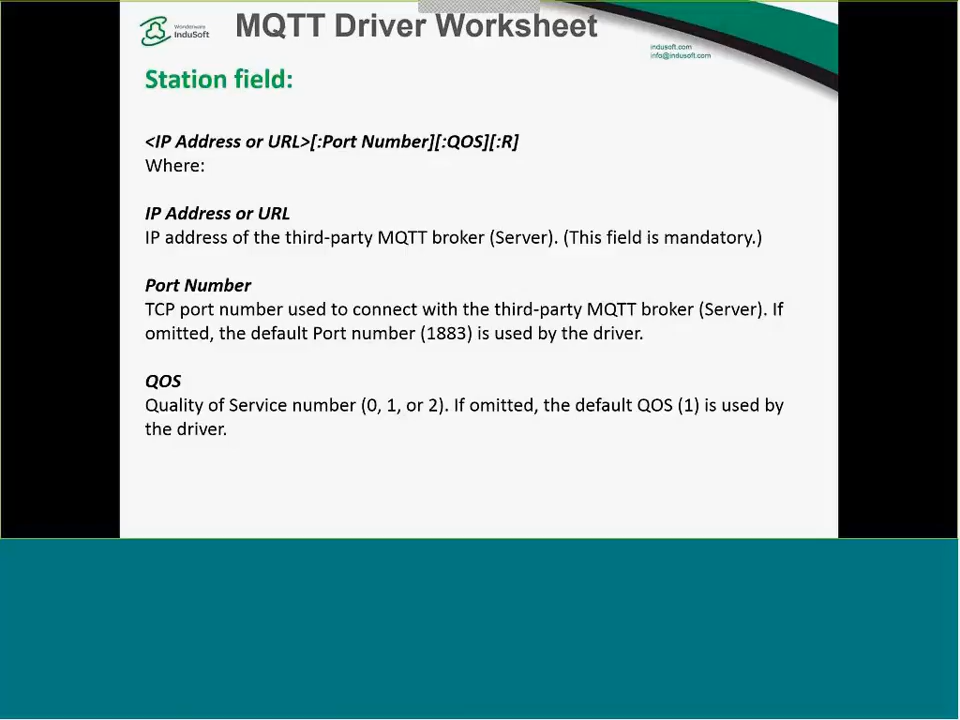 Wonderware
InduSoft
MQTT Driver Worksheet
indusoft.com
info@indusoft.com
Station field:
<IP Address or URL>[:Port Number][:QOS][:R]
Where:
IP Address or URL
IP address of the third-party MQTT broker (Server). (This field is mandatory.)
Port Number
TCP port number used to connect with the third-party MQTT broker (Server). If
omitted, the default Port number (1883) is used by the driver.
QOS
Quality of Service number (0, 1, or 2). If omitted, the default QOS (1) is used by
the driver.